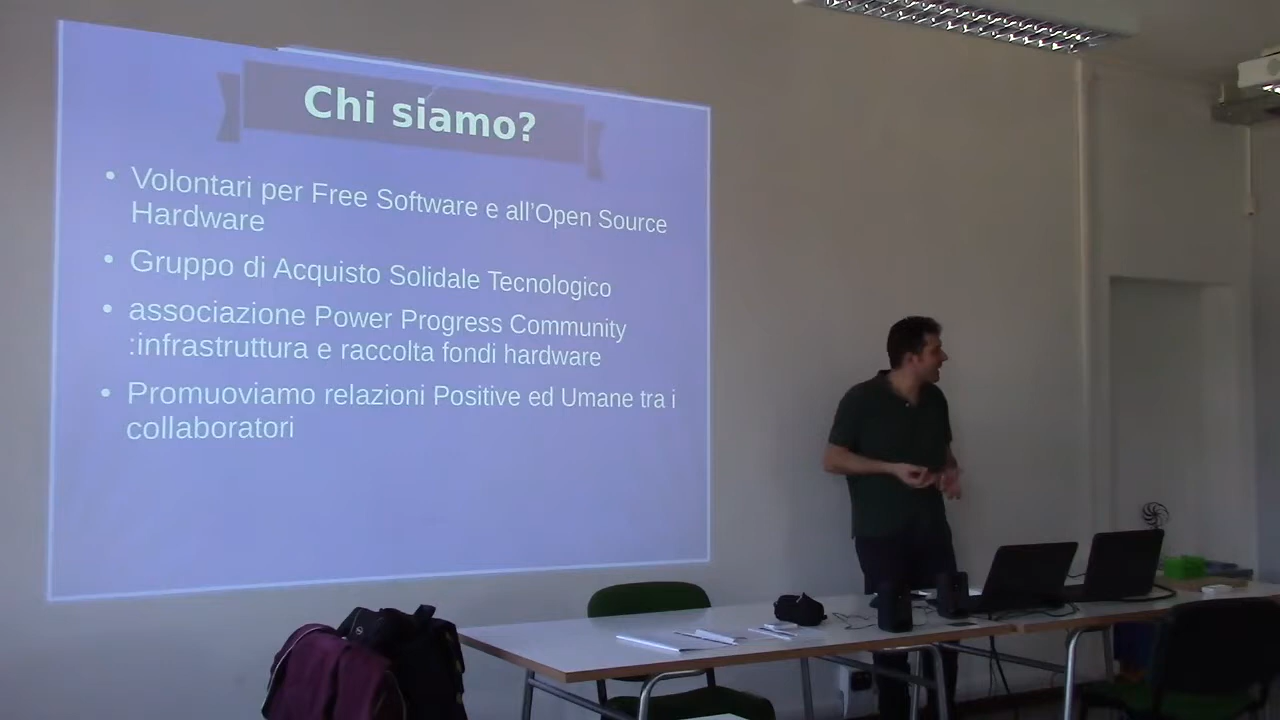 Chi siamo?
• Volontari per Free Software e all'Open Source
Hardware
• Gruppo di Acquisto Solidale Tecnologico
• associazione Power Progress Community
:infrastruttura e raccolta fondi hardware
• Promuoviamo relazioni Positive ed Umane tra i
collaboratori